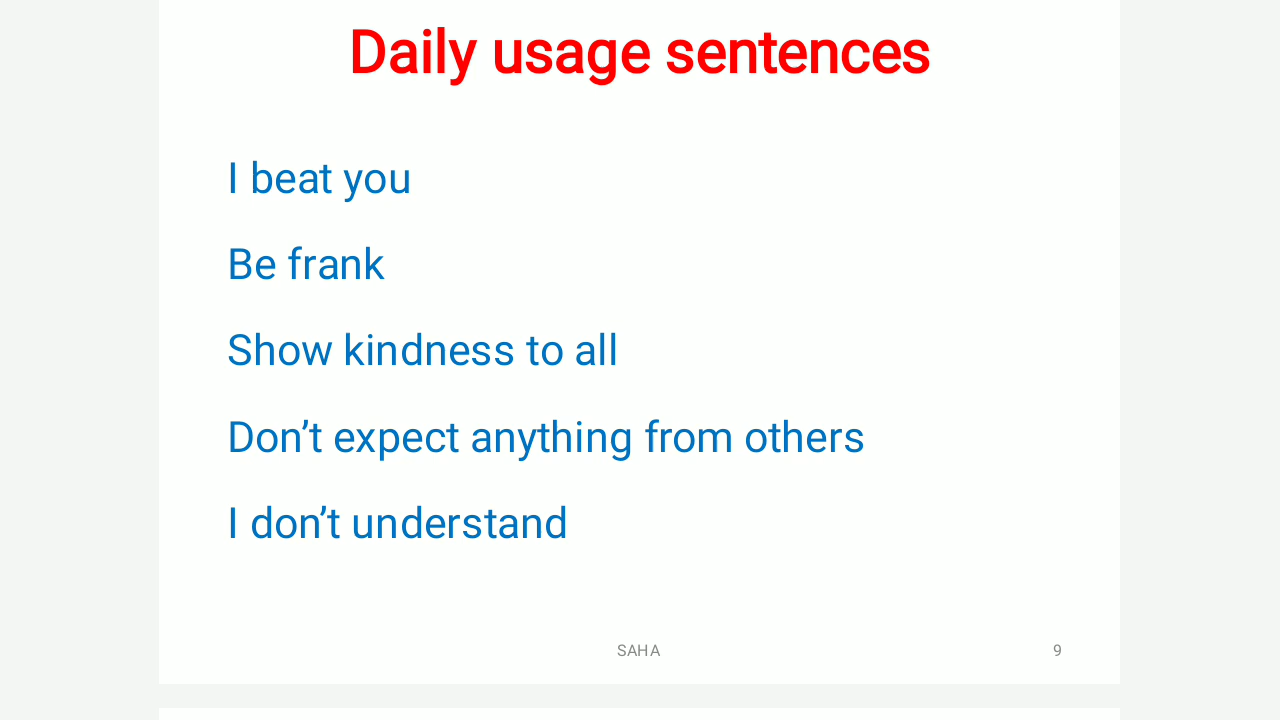 Daily usage sentences
I beat you
Be frank
Show kindness to all
Don’t expect anything from others
I don’t understand
SAHA
9